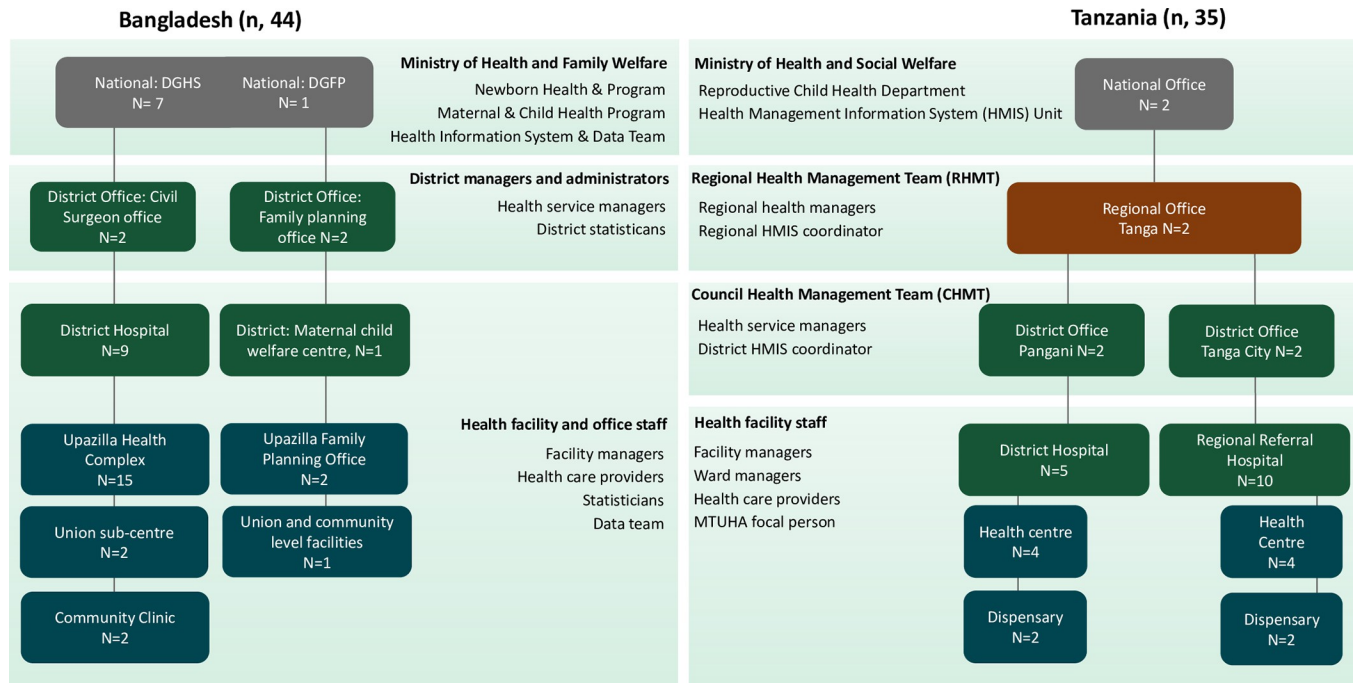 Bangladesh (n, 44)
National: DGHS
N= 7
National: DGFP
N= 1
Ministry of Health and Family Welfare
Newborn Health & Program
Maternal & Child Health Program
Health Information System & Data Team
District Office: Civil
Surgeon office
N=2
District Office:
Family planning
office N=2
District managers and administrators
Health service managers
District statisticans
District Hospital
N=9
District: Maternal child
welfare centre, N=1
Upazilla Health
Complex
N=15
Upazilla Family
Planning Office
N=2
Union sub-centre
N=2
Union and community
level facilities
N=1
Community Clinic
N=2
Health facility and office staff
Facility managers
Health care providers
Statisticians
Data team
Tanzania (n, 35)
Ministry of Health and Social Welfare
Reproductive Child Health Department
Health Management Information System (HMIS) Unit
National Office
N= 2
Regional Health Management Team (RHMT)
Regional health managers
Regional HMIS coordinator
Regional Office
Tanga N=2
Council Health Management Team (CHMT)
Health service managers
District HMIS coordinator
District Office
Pangani N=2
District Office
Tanga City N=2
Health facility staff
Facility managers
Ward managers
Health care providers
MTUHA focal person
District Hospital
N=5
Regional Referral
Hospital
N=10
Health centre
N=4
Health
Centre
N=4
Dispensary
N=2
Dispensary
N=2